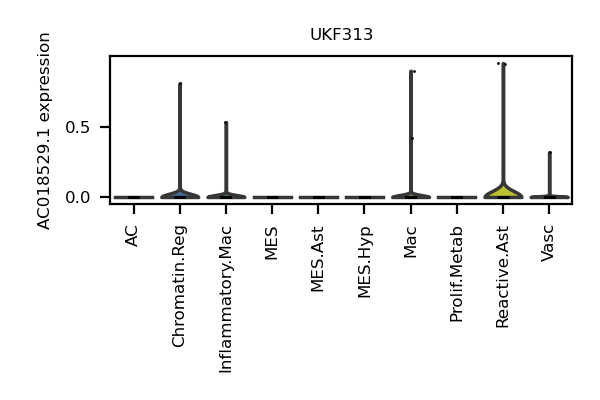 UKF313
AC018529.1 expression
0.5
0.0
AC
Chromatin.Reg
Inflammatory.Mac
MES
MES.Ast
MES.Hyp
Mac
Prolif.Metab
Reactive.Ast
Vasc